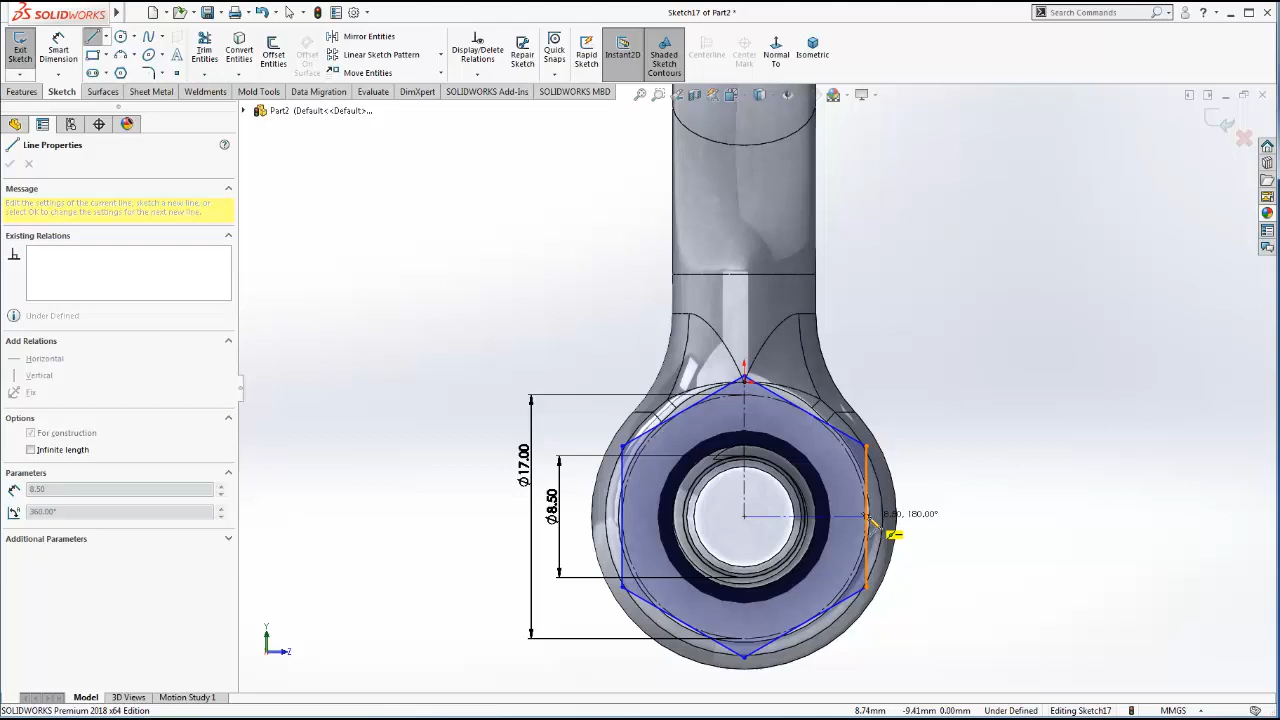 SOLIDWORKS
Sketch17 of Part2 *
Search Commands
Exit Sketch
Smart Dimension
Trim Entities
Convert Entities
Offset Entities
Offset On Surface
Mirror Entities
Linear Sketch Pattern
Move Entities
Display/Delete Relations
Repair Sketch
Quick Snaps
Rapid Sketch
Instant2D
Shaded Sketch Contours
Centerline
Center Mark
Normal To
Isometric
Features
Sketch
Surfaces
Sheet Metal
Weldments
Mold Tools
Data Migration
Evaluate
DimXpert
SOLIDWORKS Add-Ins
SOLIDWORKS MBD
Part2 (Default<<Default>...
Line Properties
Message
Edit the settings of the current line, sketch a new line, or
select OK to change the settings for the next new line.
Existing Relations
Under Defined
Add Relations
Horizontal
Vertical
Fix
Options
For construction
Infinite length
Parameters
8.50
360.00°
Additional Parameters
Ø17.00
Ø8.50
8.50, 180.00°
Y
Z
Model
3D Views
Motion Study 1
SOLIDWORKS Premium 2018 x64 Edition
8.74mm
-9.41mm
0.00mm
Under Defined
Editing Sketch17
MMGS